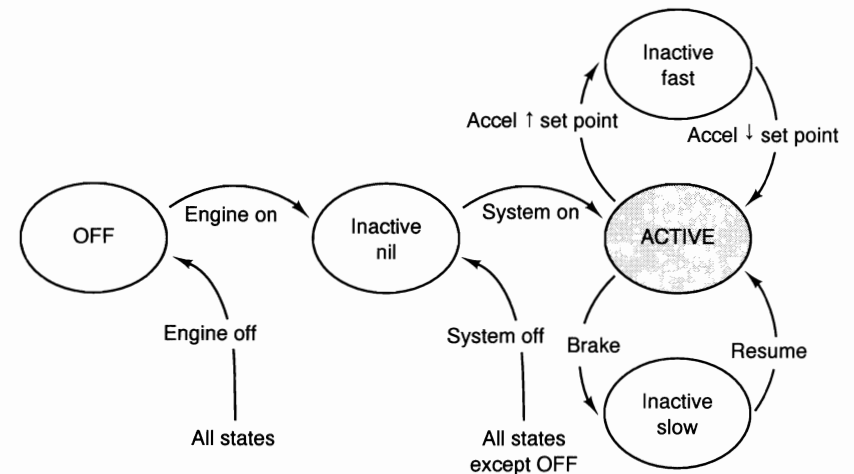 Inactive
fast
Accel ↑ set point
Accel ↓ set point
OFF
Engine on
Inactive
nil
System on
ACTIVE
Engine off
System off
Brake
Resume
All states
All states
except OFF
Inactive
slow